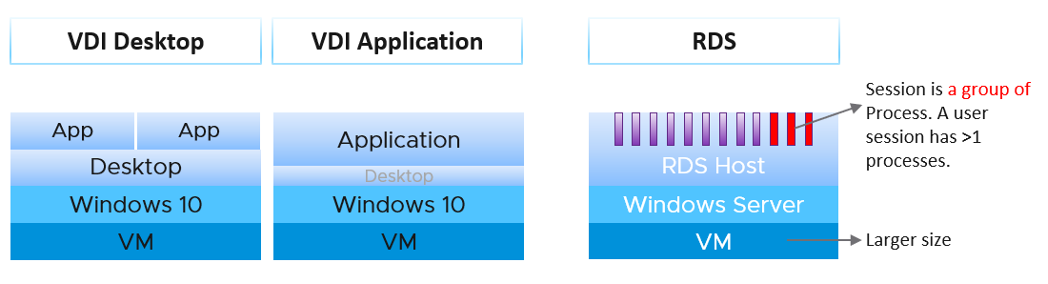 VDI Desktop
VDI Application
RDS
App
App
Desktop
Windows 10
VM
Application
Desktop
Windows 10
VM
RDS Host
Windows Server
VM
Session is a group of
Process. A user
session has >1
processes.
Larger size